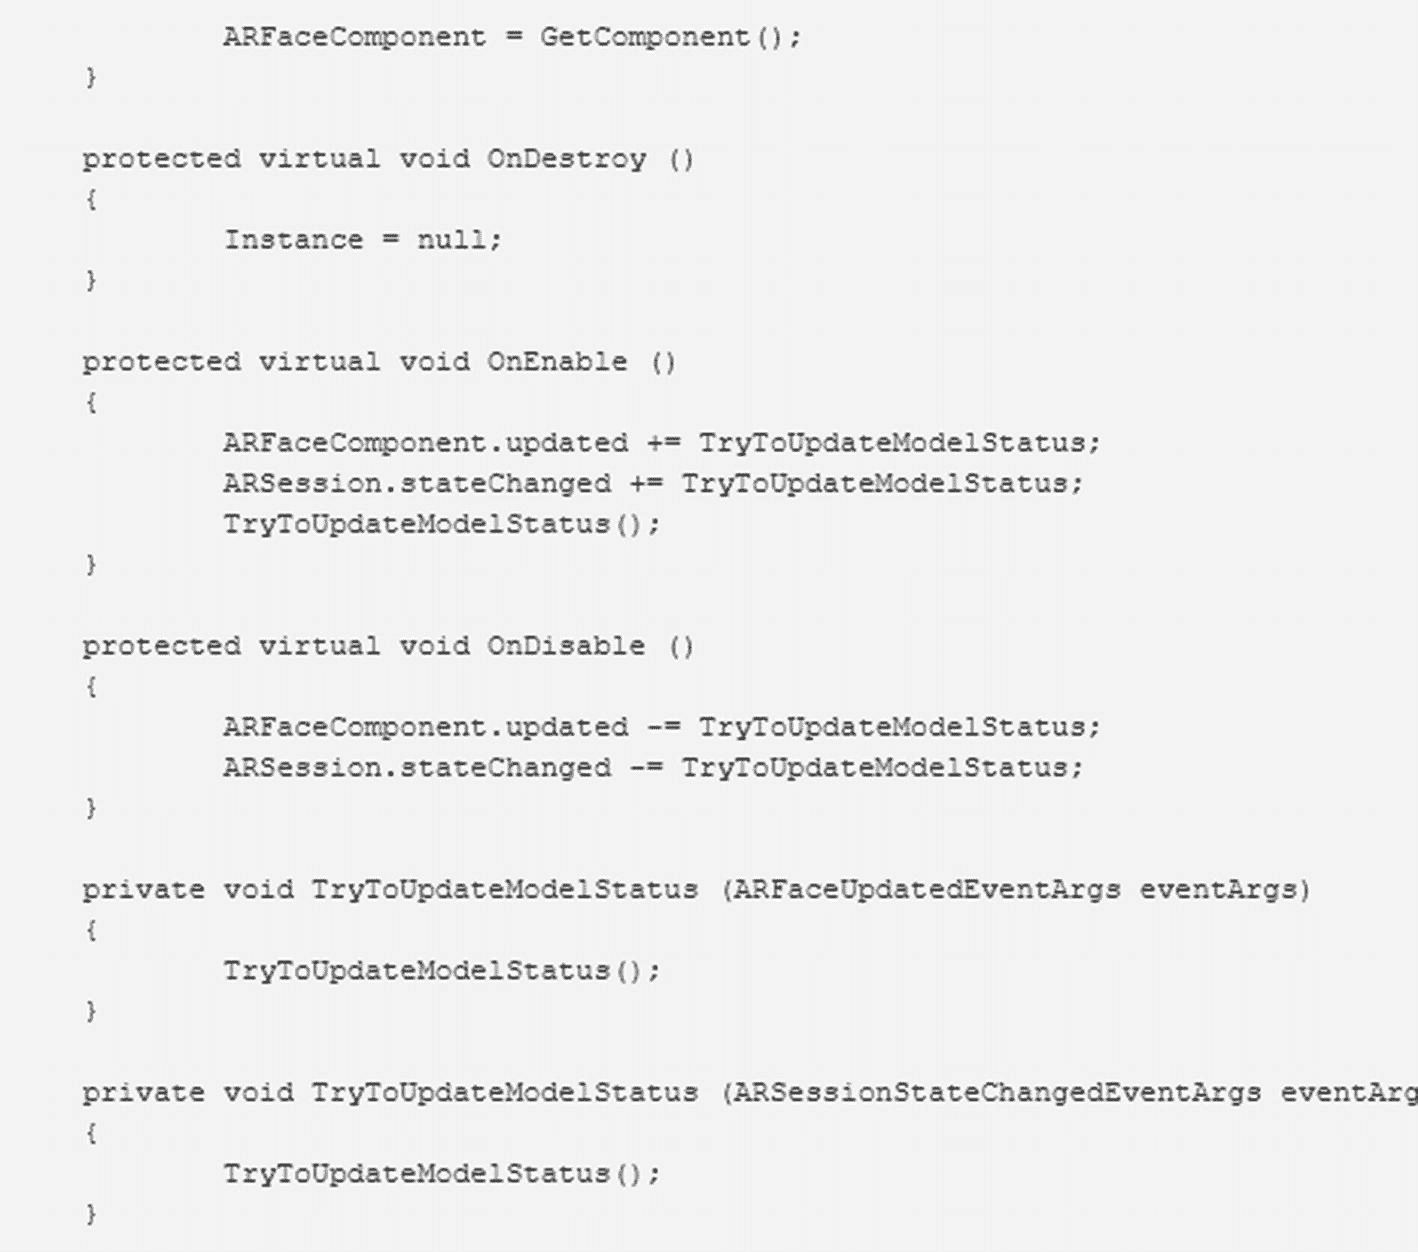 ARFaceComponent = GetComponent();
}
protected virtual void OnDestroy ()
{
Instance = null;
}
protected virtual void OnEnable ()
{
ARFaceComponent.updated += TryToUpdateModelStatus;
ARSession.stateChanged += TryToUpdateModelStatus;
TryToUpdateModelStatus();
}
protected virtual void OnDisable ()
{
ARFaceComponent.updated -= TryToUpdateModelStatus;
ARSession.stateChanged -= TryToUpdateModelStatus;
}
private void TryToUpdateModelStatus (ARFaceUpdatedEventArgs eventArgs)
{
TryToUpdateModelStatus();
}
private void TryToUpdateModelStatus (ARSessionStateChangedEventArgs eventArg
{
TryToUpdateModelStatus();
}